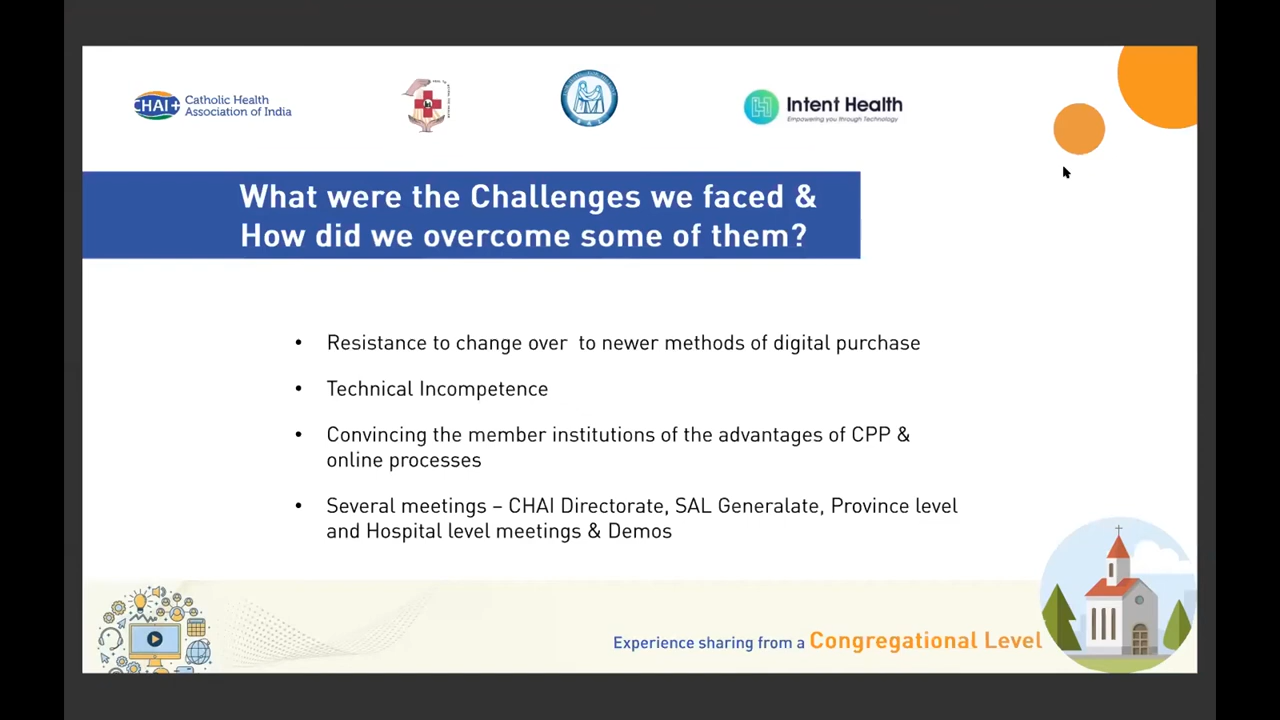 CHAI+
Catholic Health
Association of India
Intent Health
Empowering you through Technology
What were the Challenges we faced &
How did we overcome some of them?
• Resistance to change over to newer methods of digital purchase
• Technical Incompetence
• Convincing the member institutions of the advantages of CPP &
online processes
• Several meetings – CHAI Directorate, SAL Generalate, Province level
and Hospital level meetings & Demos
Experience sharing from a Congregational Level